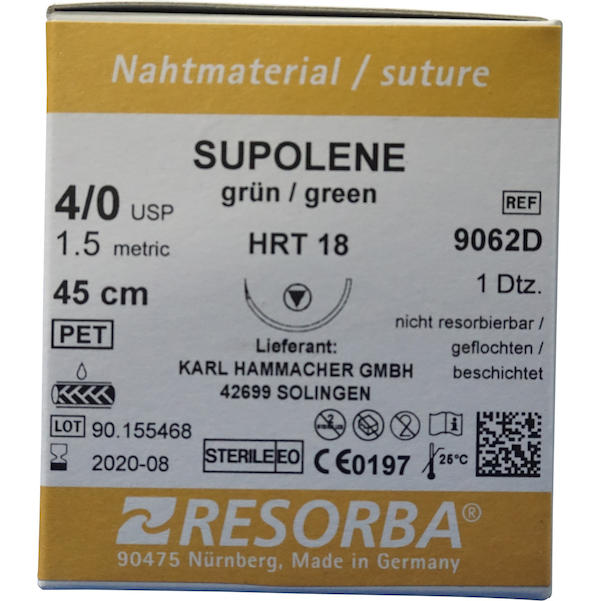 Nahtmaterial / suture
SUPOLENE
grün / green
4/0 USP
REF
1.5 metric
HRT 18
9062D
45 cm
1 Dtz.
PET
nicht resorbierbar /
geflochten /
beschichtet
Lieferant:
KARL HAMMACHER GMBH
42699 SOLINGEN
LOT 90.155468
2020-08
STERILE EO
CE0197
25°C
RESORBA®
90475 Nürnberg, Made in Germany